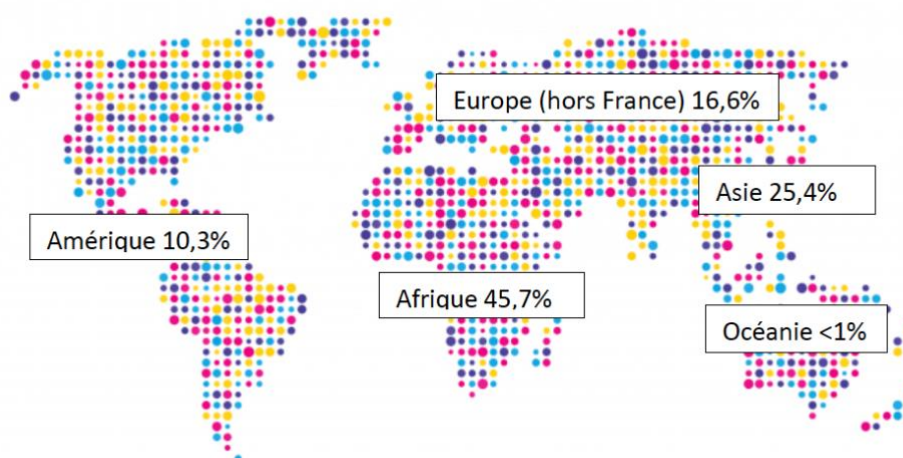 Europe (hors France) 16,6%
Asie 25,4%
Amérique 10,3%
Afrique 45,7%
Océanie <1%